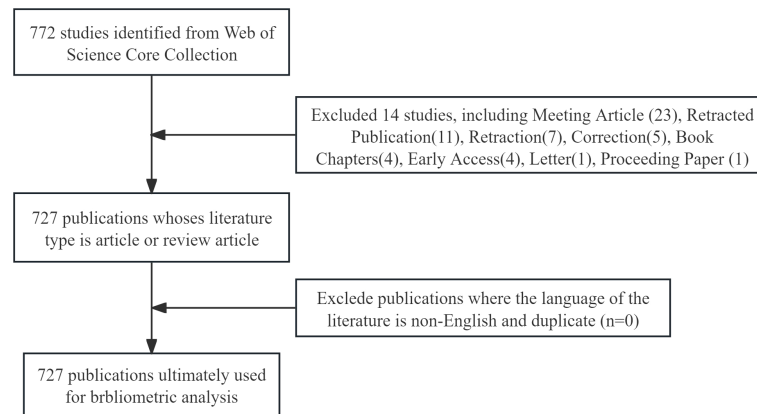 772 studies identified from Web of
Science Core Collection
Excluded 14 studies, including Meeting Article (23), Retracted
Publication(11), Retraction(7), Correction(5), Book
Chapters(4), Early Access(4), Letter(1), Proceeding Paper (1)
727 publications whoses literature
type is article or review article
Exclede publications where the language of the
literature is non-English and duplicate (n=0)
727 publications ultimately used
for brbliometric analysis